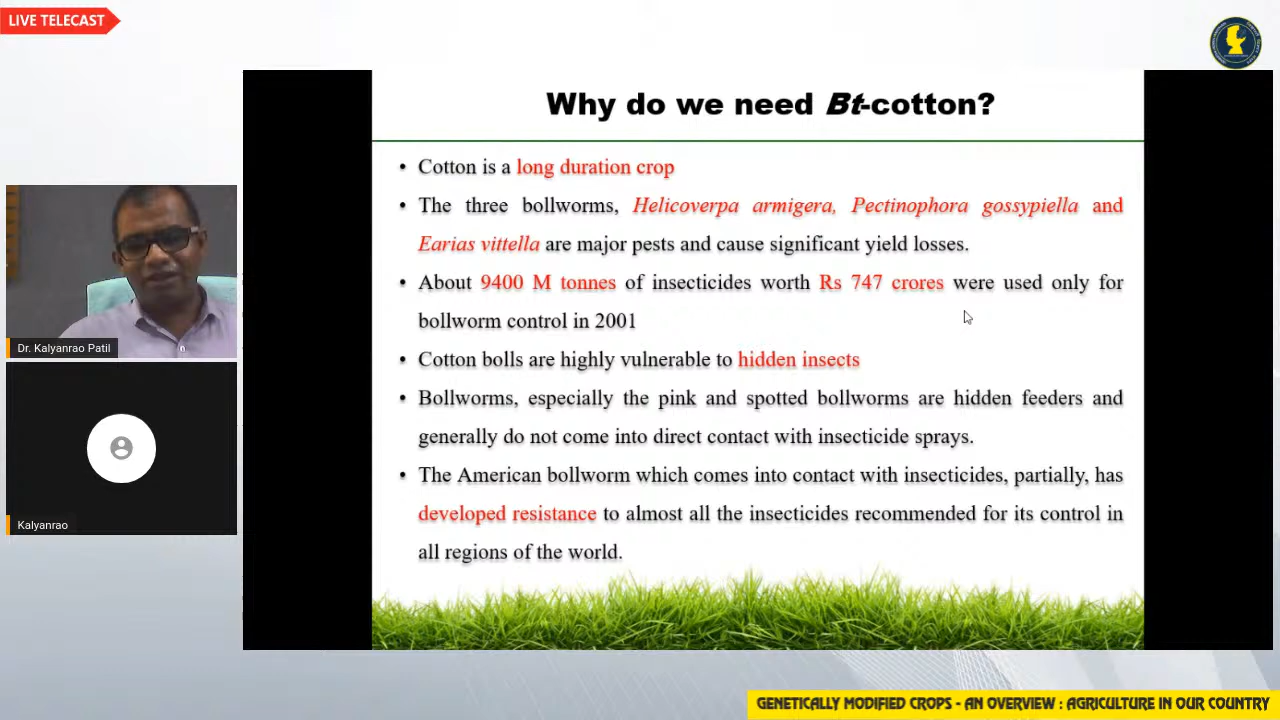 LIVE TELECAST
Why do we need Bt-cotton?
• Cotton is a long duration crop
• The three bollworms, Helicoverpa armigera, Pectinophora gossypiella and
Earias vittella are major pests and cause significant yield losses.
• About 9400 M tonnes of insecticides worth Rs 747 crores were used only for
bollworm control in 2001
• Cotton bolls are highly vulnerable to hidden insects
• Bollworms, especially the pink and spotted bollworms are hidden feeders and
generally do not come into direct contact with insecticide sprays.
• The American bollworm which comes into contact with insecticides, partially, has
developed resistance to almost all the insecticides recommended for its control in
all regions of the world.
Dr. Kalyanrao Patil
Kalyanrao
GENETICALLY MODIFIED CROPS - AN OVERVIEW : AGRICULTURE IN OUR COUNTRY